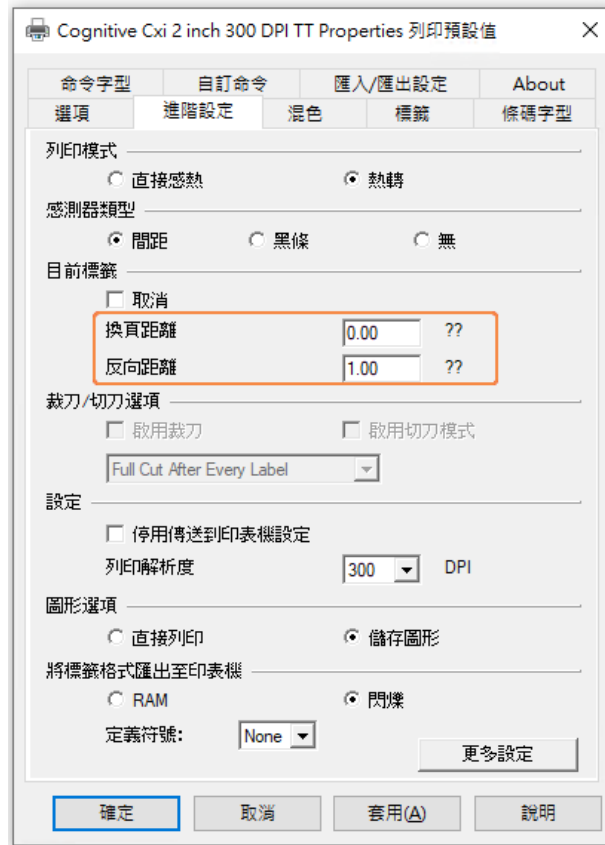 Cognitive Cxi 2 inch 300 DPI TT Properties 列印預設值
命令字型 自訂命令 匯入/匯出設定 About
選項 進階設定 混色 標籤 條碼字型
列印模式
直接感熱 熱轉
感測器類型
間距 黑條 無
目前標籤
取消
換頁距離 0.00 ??
反向距離 1.00 ??
裁刀/切刀選項
啟用裁刀 啟用切刀模式
Full Cut After Every Label
設定
停用傳送到印表機設定
列印解析度 300 DPI
圖形選項
直接列印 儲存圖形
將標籤格式匯出至印表機
RAM 閃爍
定義符號: None
更多設定
確定 取消 套用(A) 說明